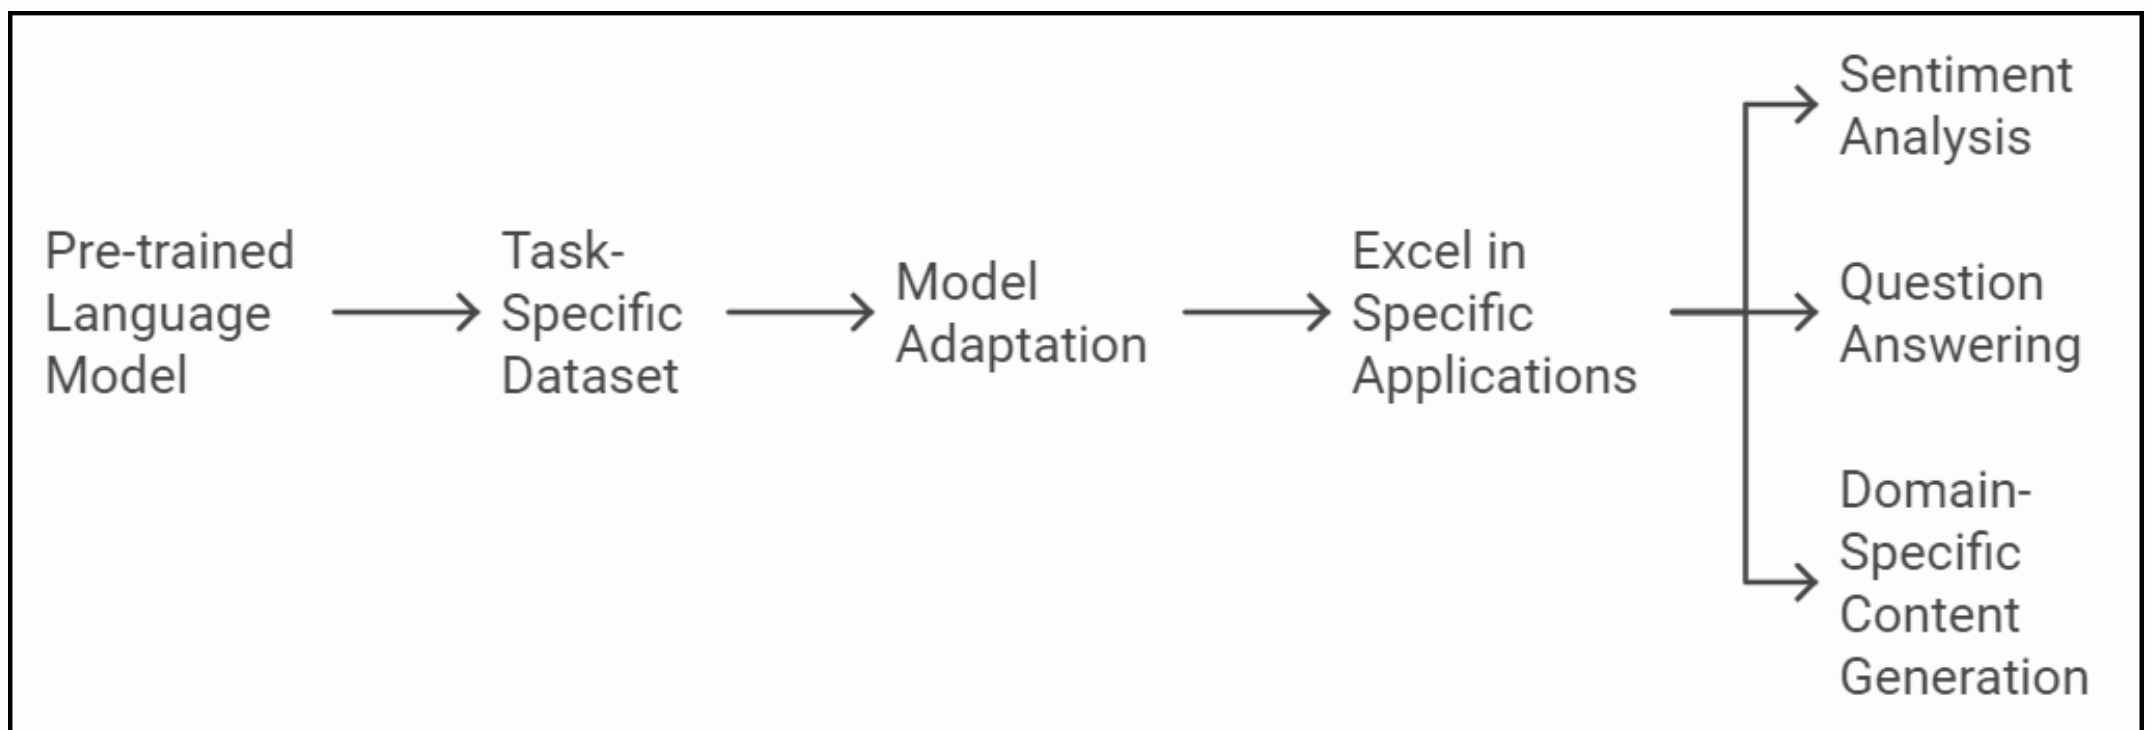 Pre-trained
Language
Model
Task-
Specific
Dataset
Model
Adaptation
Excel in
Specific
Applications
Sentiment
Analysis
Question
Answering
Domain-
Specific
Content
Generation